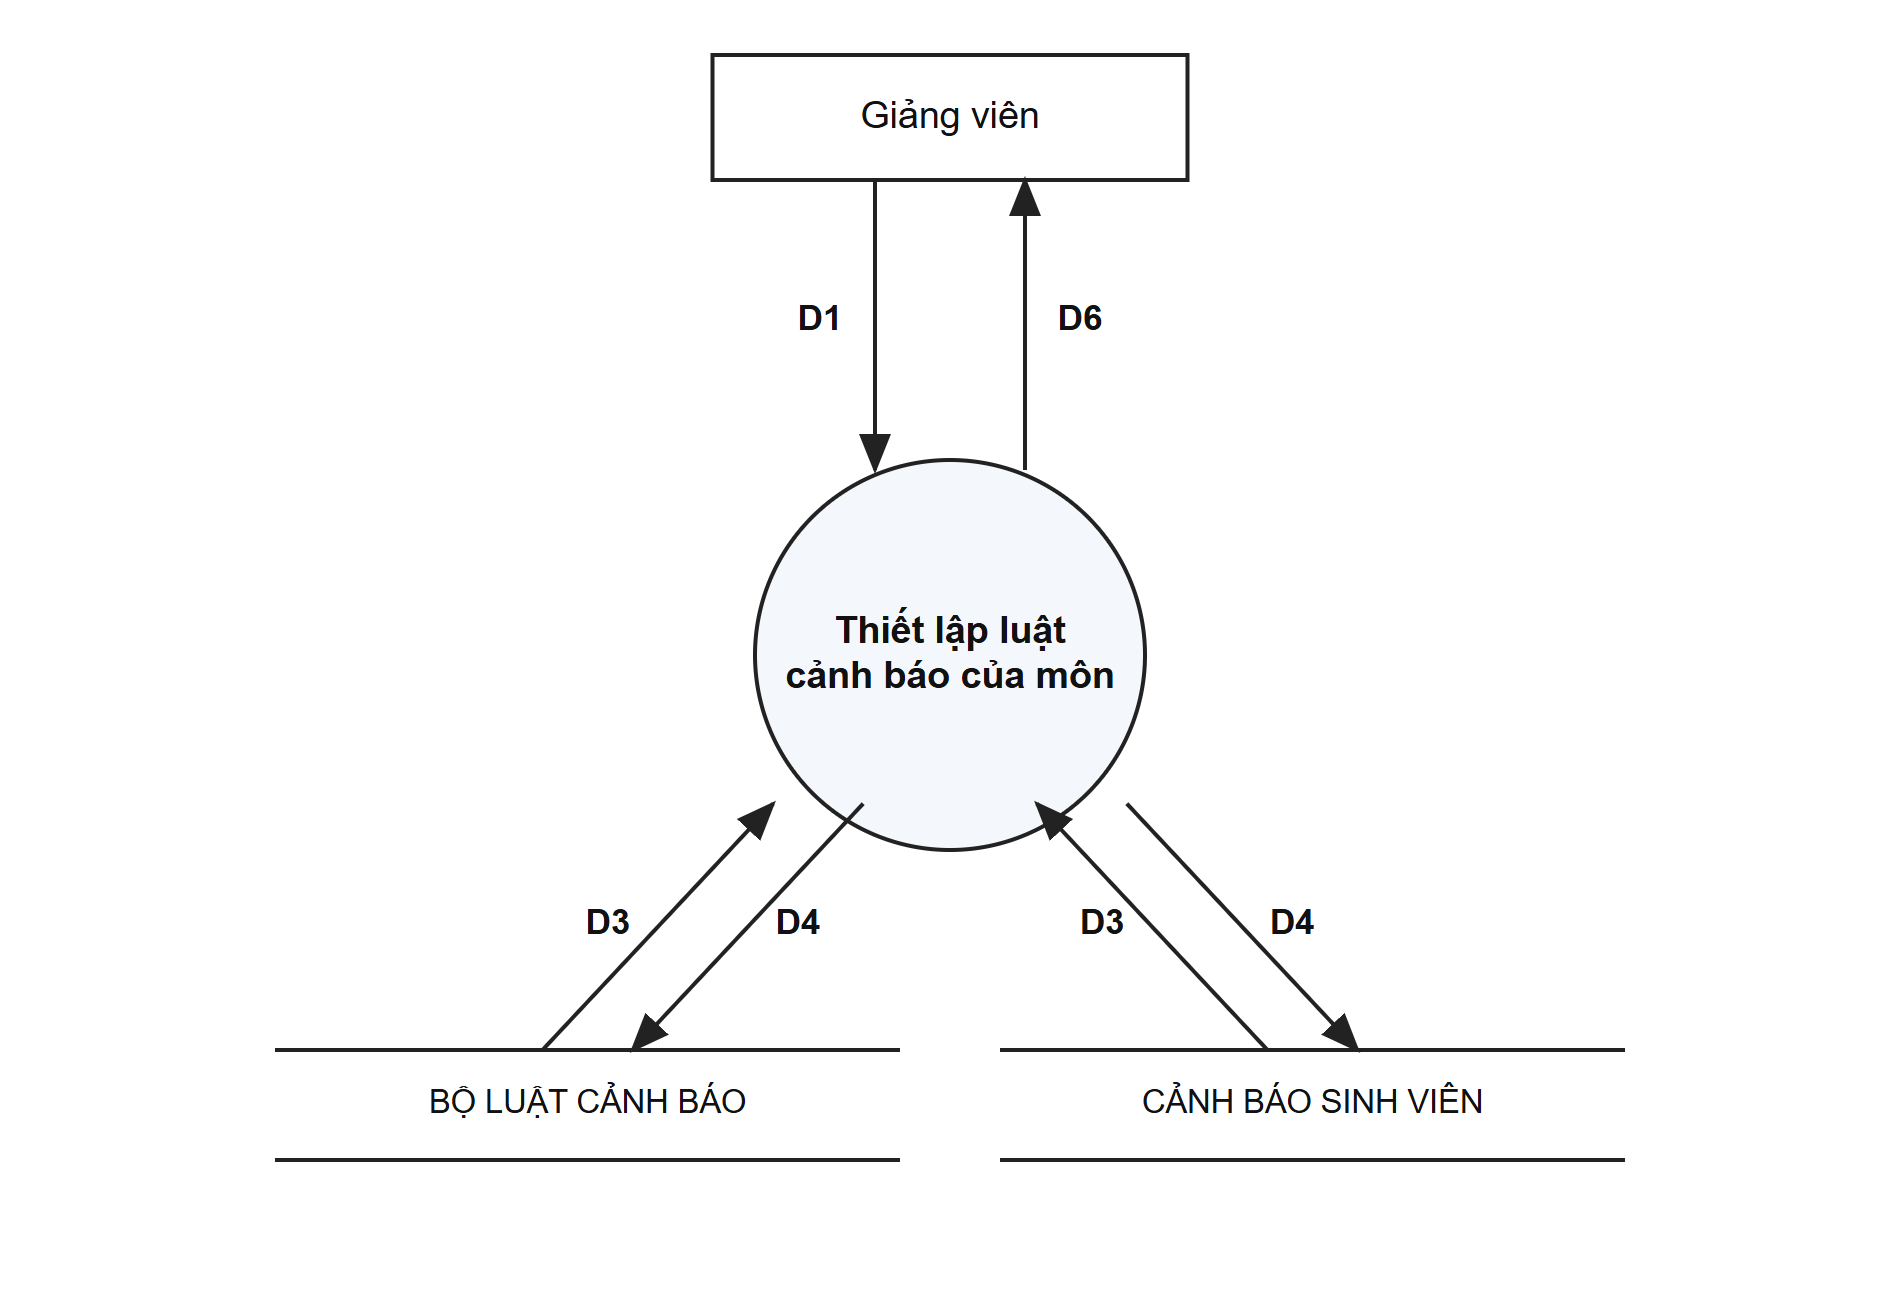 Giảng viên
D1
D6
Thiết lập luật
cảnh báo của môn
D3
D4
D3
D4
BỘ LUẬT CẢNH BÁO
CẢNH BÁO SINH VIÊN